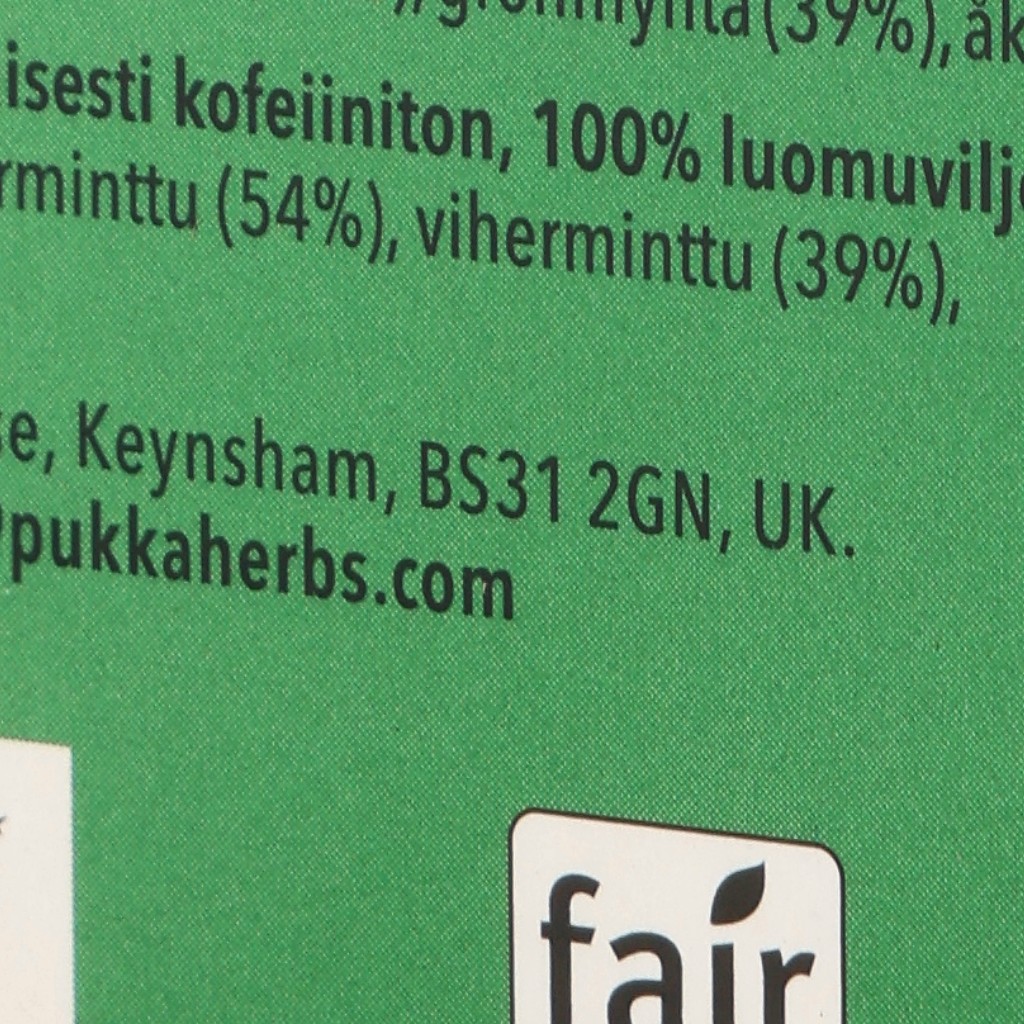 (39%),
isesti kofeiiniton, 100% luomuvilj
rminttu (54%), viherminttu (39%),
e, Keynsham, BS31 2GN, UK.
pukkaherbs.com
fair